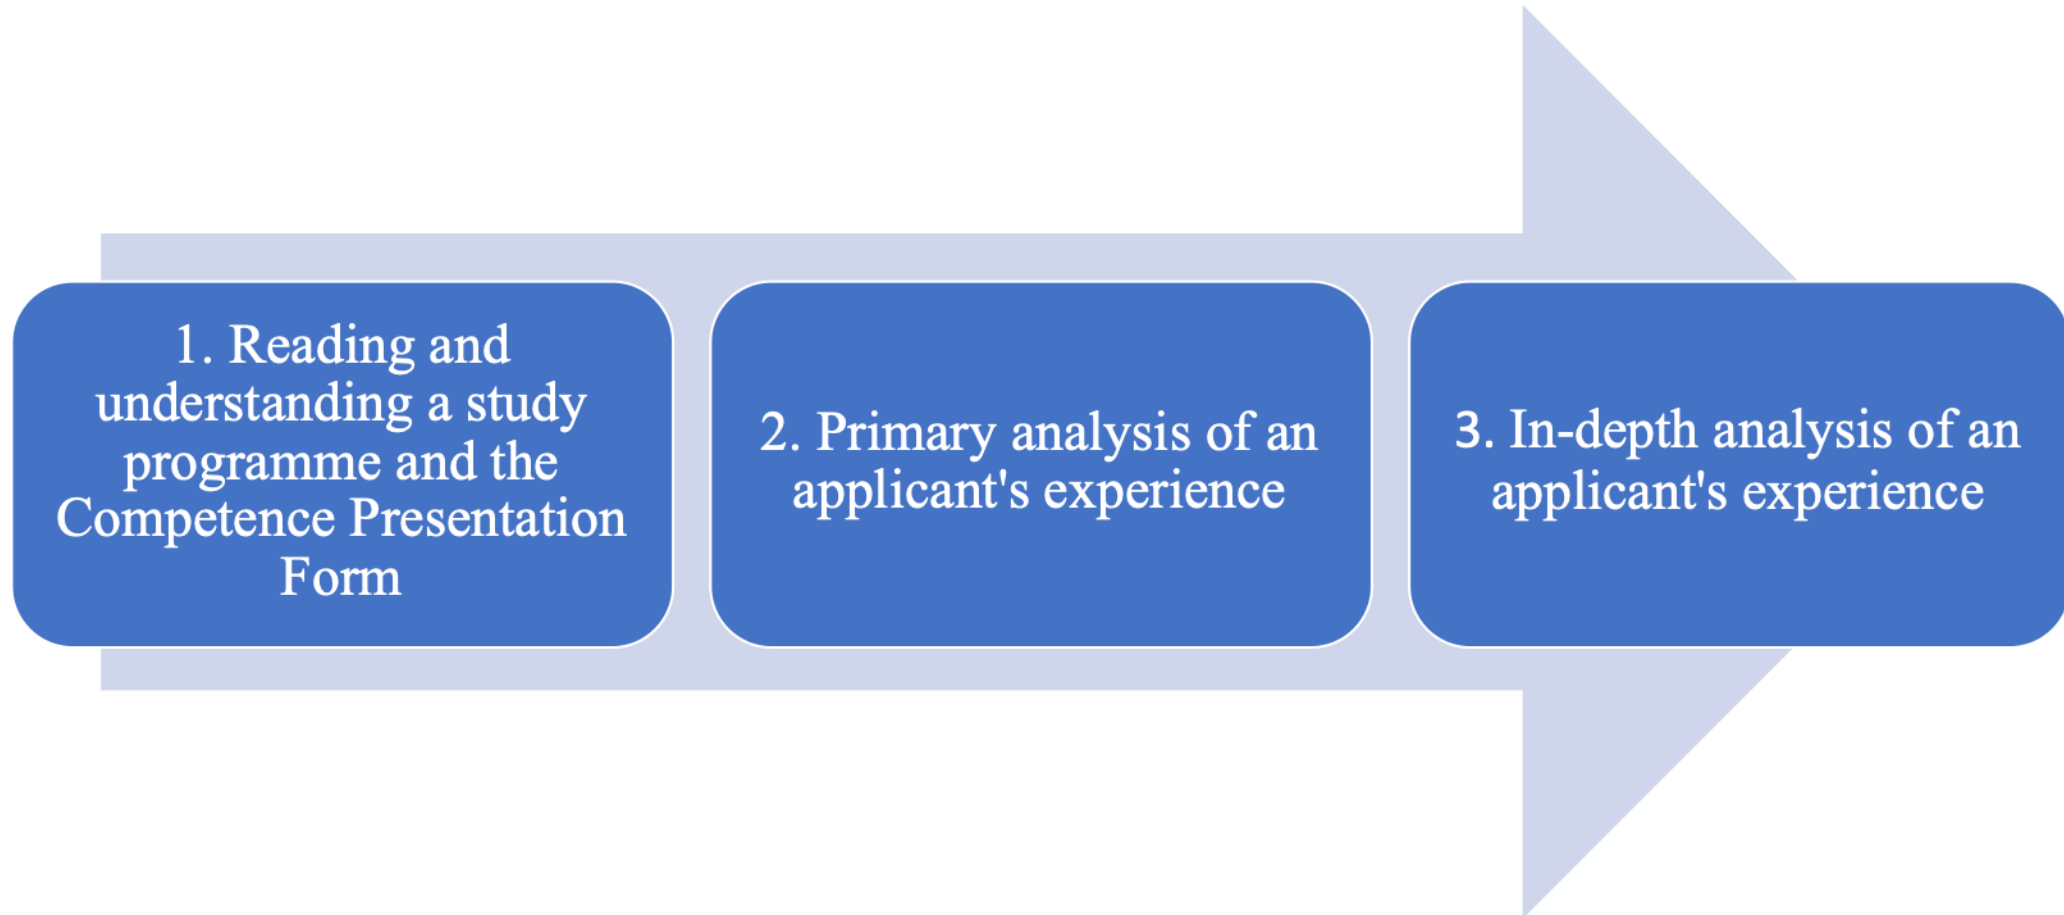 1. Reading and
understanding a study
programme and the
Competence Presentation
Form
2. Primary analysis of an
applicant's experience
3. In-depth analysis of an
applicant's experience